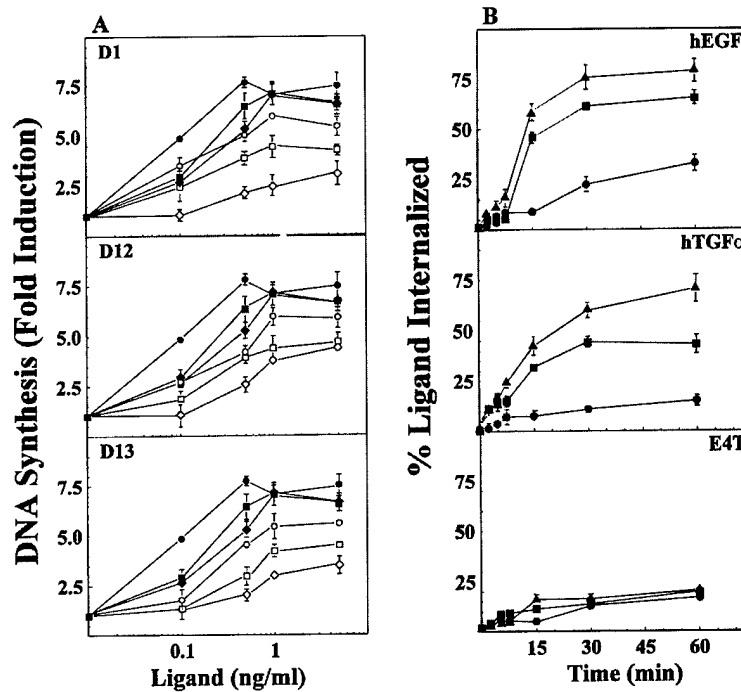 A
D1
7.5
5.0
2.5
D12
7.5
5.0
2.5
D13
7.5
5.0
2.5
0.1
1
Ligand (ng/ml)
DNA Synthesis (Fold Induction)
B
hEGF
75
50
25
hTGFα
75
50
25
E4T
75
50
25
15
30
45
60
Time (min)
% Ligand Internalized